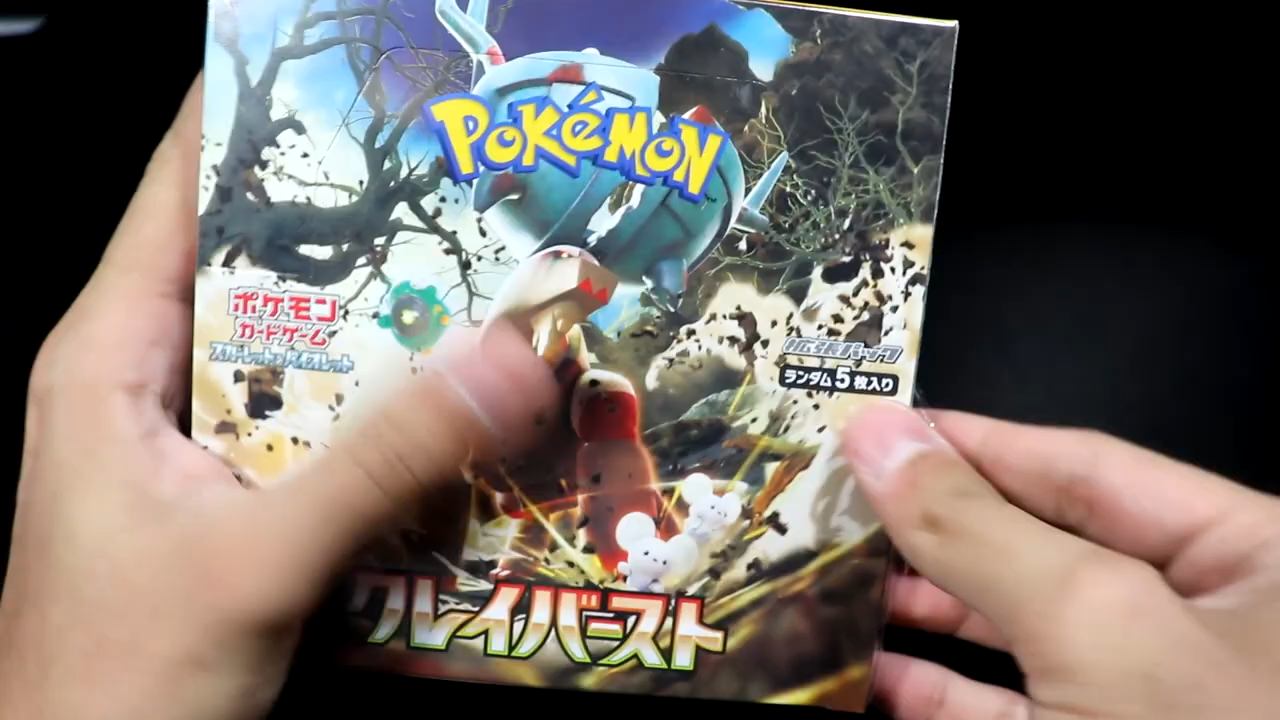 POKéMON
ポケモン
カードゲーム
スカーレット&バイオレット
拡張パック
ランダム5枚入り
クレイバースト